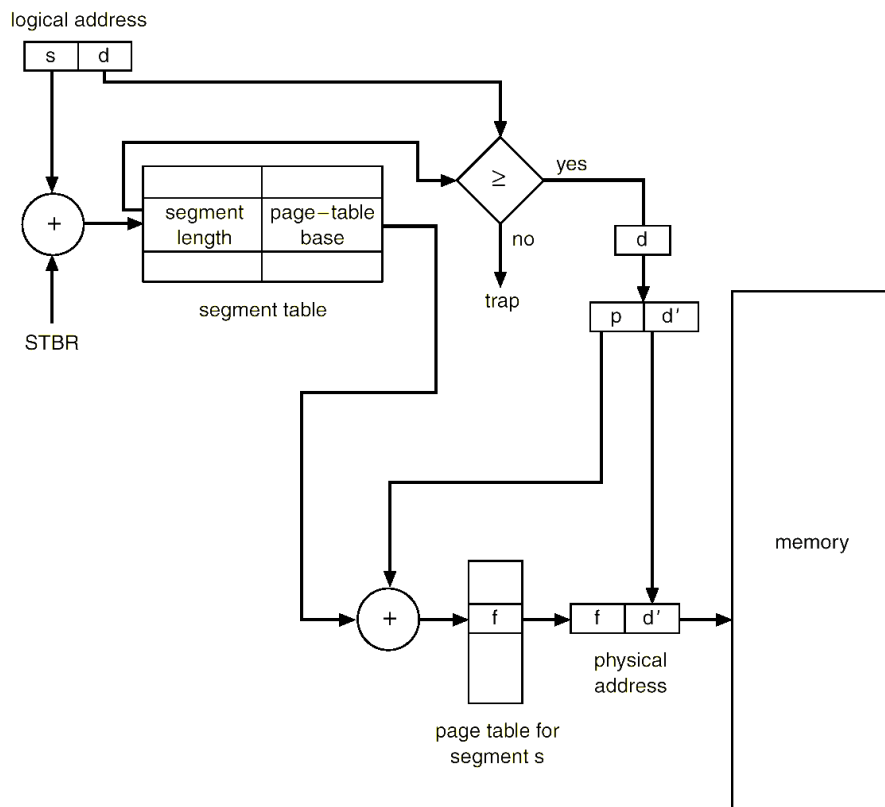 logical address
s d
≥
yes
+
segment length
page–table base
no
d
segment table
trap
p d′
STBR
memory
+
f
f d′
physical address
page table for segment s